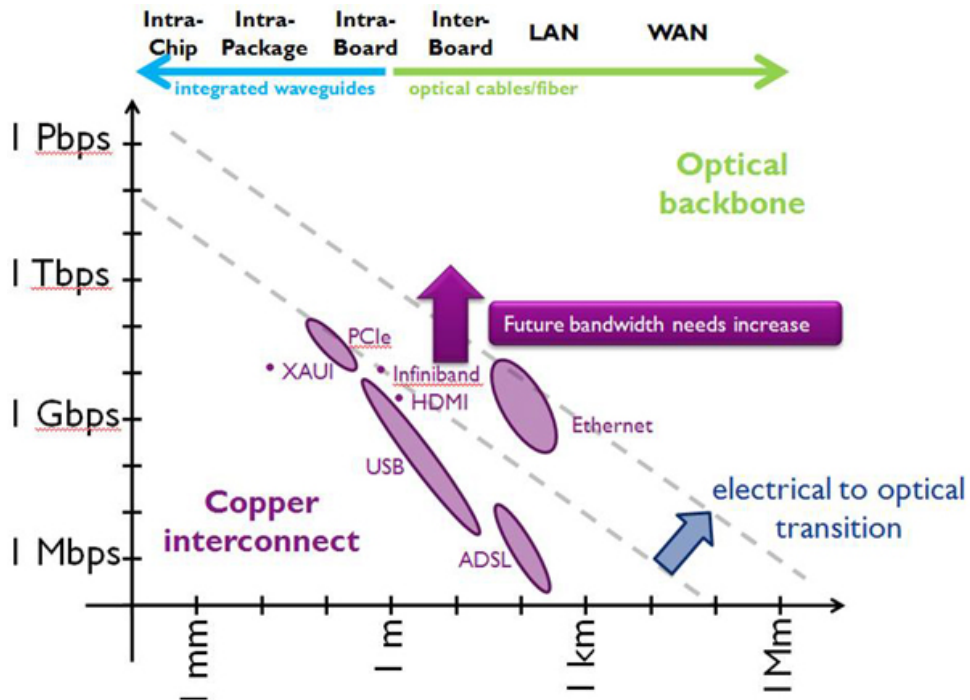 Intra-Chip
Intra-Package
Intra-Board
Inter-Board
LAN
WAN
integrated waveguides
optical cables/fiber
1 Pbps
1 Tbps
1 Gbps
1 Mbps
Optical
backbone
Future bandwidth needs increase
PCIe
XAUI
Infiniband
HDMI
Ethernet
USB
Copper
interconnect
ADSL
electrical to optical
transition
1 mm
1 m
1 km
1 Mm